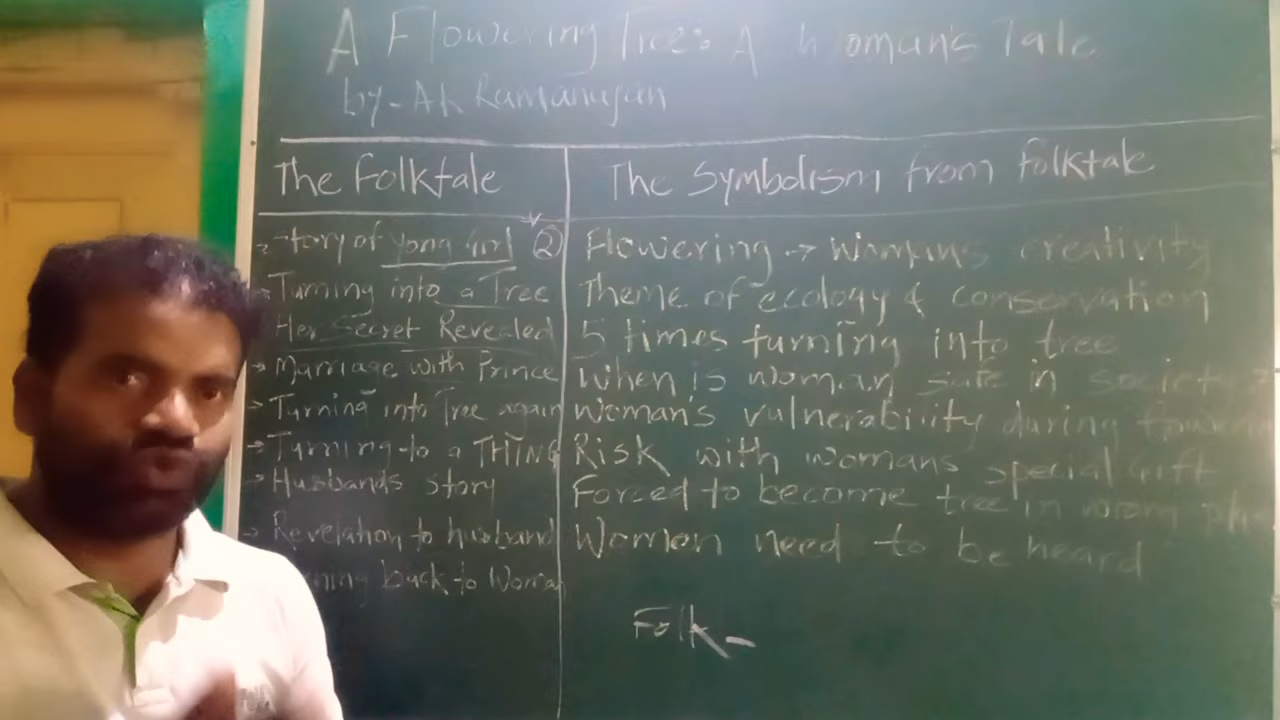 A Flowering Tree: A Woman's Tale
by - AK Ramanujan
The Folktale
The Symbolism from folktale
Story of yong Girl ②
→ Turning into a Tree
Her Secret Revealed
→ Marriage with Prince
→ Turning into Tree again
→ Turning to a THING
→ Husbands story
→ Revelation to husband
back to Woman
Flowering → Womans creativity
Theme of ecology & conservation
5 times turning into tree
When is woman safe in society
Woman's vulnerability during flowering
Risk with womans special Gift
Forced to become tree in wrong
Women need to be heard
Folk -